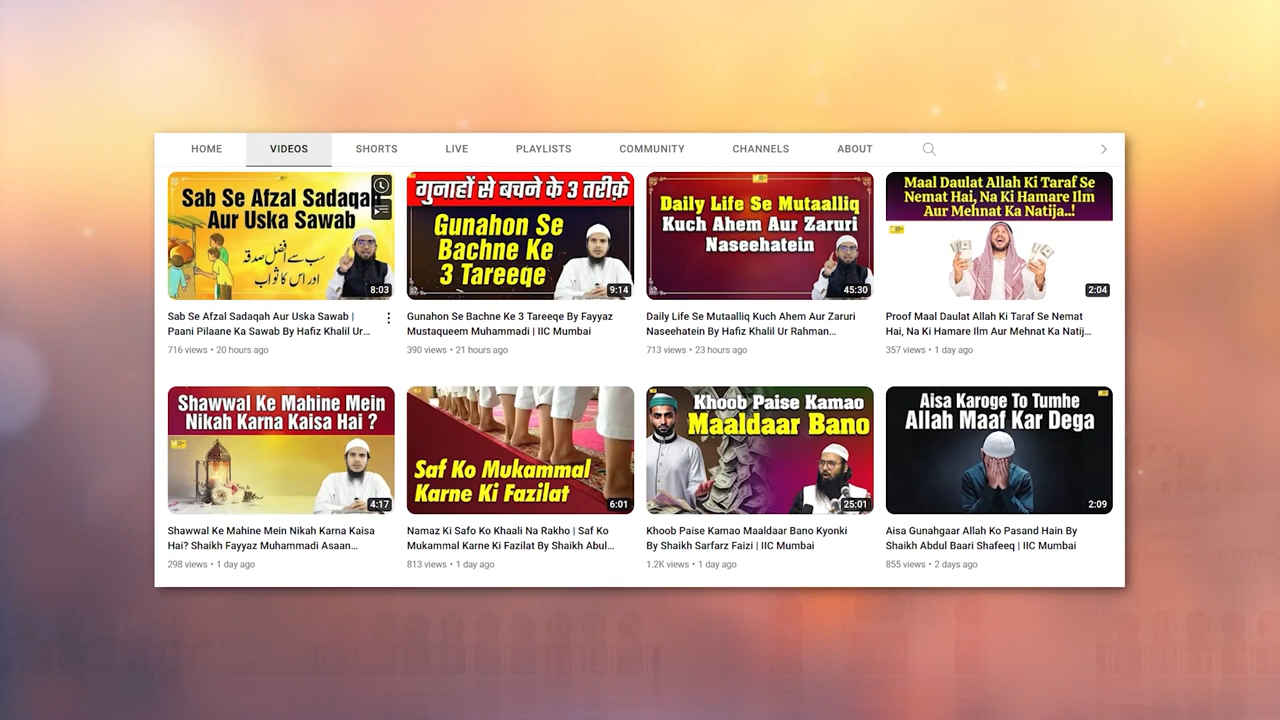 HOME VIDEOS SHORTS LIVE PLAYLISTS COMMUNITY CHANNELS ABOUT
Sab Se Afzal Sadaqah
Aur Uska Sawab
سب سے افضل صدقہ
اور اس کا ثواب
8:03
Sab Se Afzal Sadaqah Aur Uska Sawab |
Paani Pilaane Ka Sawab By Hafiz Khalil Ur...
716 views • 20 hours ago
गुनाहों से बचने के 3 तरीक़े
Gunahon Se
Bachne Ke
3 Tareeqe
9:14
Gunahon Se Bachne Ke 3 Tareeqe By Fayyaz
Mustaqueem Muhammadi | IIC Mumbai
390 views • 21 hours ago
Daily Life Se Mutaalliq
Kuch Ahem Aur Zaruri
Naseehatein
45:30
Daily Life Se Mutaalliq Kuch Ahem Aur Zaruri
Naseehatein By Hafiz Khalil Ur Rahman...
713 views • 23 hours ago
Maal Daulat Allah Ki Taraf Se
Nemat Hai, Na Ki Hamare Ilm
Aur Mehnat Ka Natija..!
2:04
Proof Maal Daulat Allah Ki Taraf Se Nemat
Hai, Na Ki Hamare Ilm Aur Mehnat Ka Natij...
357 views • 1 day ago
Shawwal Ke Mahine Mein
Nikah Karna Kaisa Hai ?
4:17
Shawwal Ke Mahine Mein Nikah Karna Kaisa
Hai? Shaikh Fayyaz Muhammadi Asaan...
298 views • 1 day ago
Saf Ko Mukammal
Karne Ki Fazilat
6:01
Namaz Ki Safo Ko Khaali Na Rakho | Saf Ko
Mukammal Karne Ki Fazilat By Shaikh Abul...
813 views • 1 day ago
Khoob Paise Kamao
Maaldaar Bano
25:01
Khoob Paise Kamao Maaldaar Bano Kyonki
By Shaikh Sarfarz Faizi | IIC Mumbai
1.2K views • 1 day ago
Aisa Karoge To Tumhe
Allah Maaf Kar Dega
2:09
Aisa Gunahgaar Allah Ko Pasand Hain By
Shaikh Abdul Baari Shafeeq | IIC Mumbai
855 views • 2 days ago